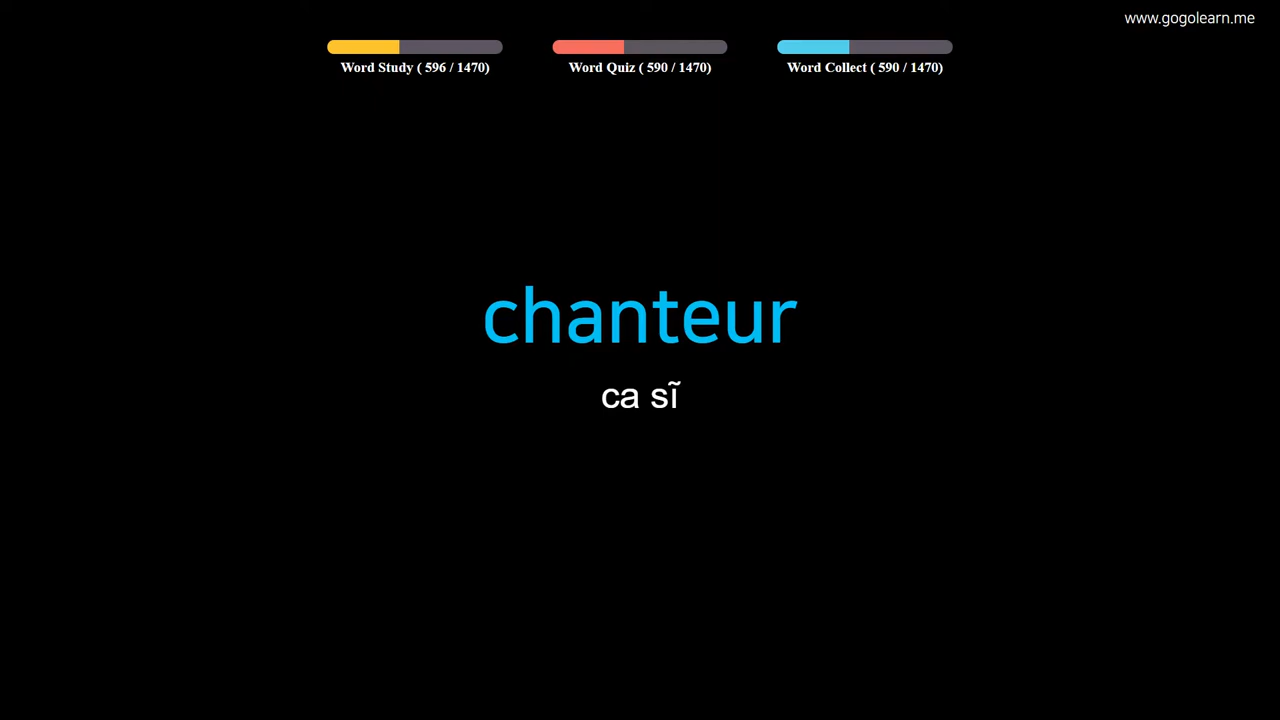 www.gogolearn.me
Word Study ( 596 / 1470)
Word Quiz ( 590 / 1470)
Word Collect ( 590 / 1470)
chanteur
ca sĩ